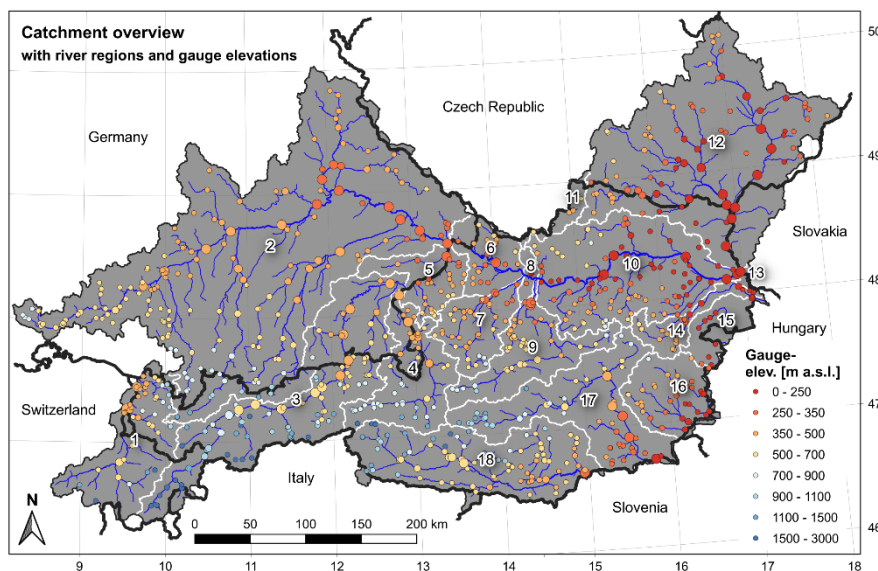 Catchment overview
with river regions and gauge elevations
50
Czech Republic
Germany
12
49
11
Slovakia
2
6
5
8
10
13
48
7
14
15
Hungary
9
Gauge-
elev. [m a.s.l.]
4
16
0 - 250
3
17
250 - 350
47
Switzerland
350 - 500
1
500 - 700
18
700 - 900
Italy
900 - 1100
N
Slovenia
1100 - 1500
0 50 100 150 200 km
1500 - 3000
46
9 10 11 12 13 14 15 16 17 18